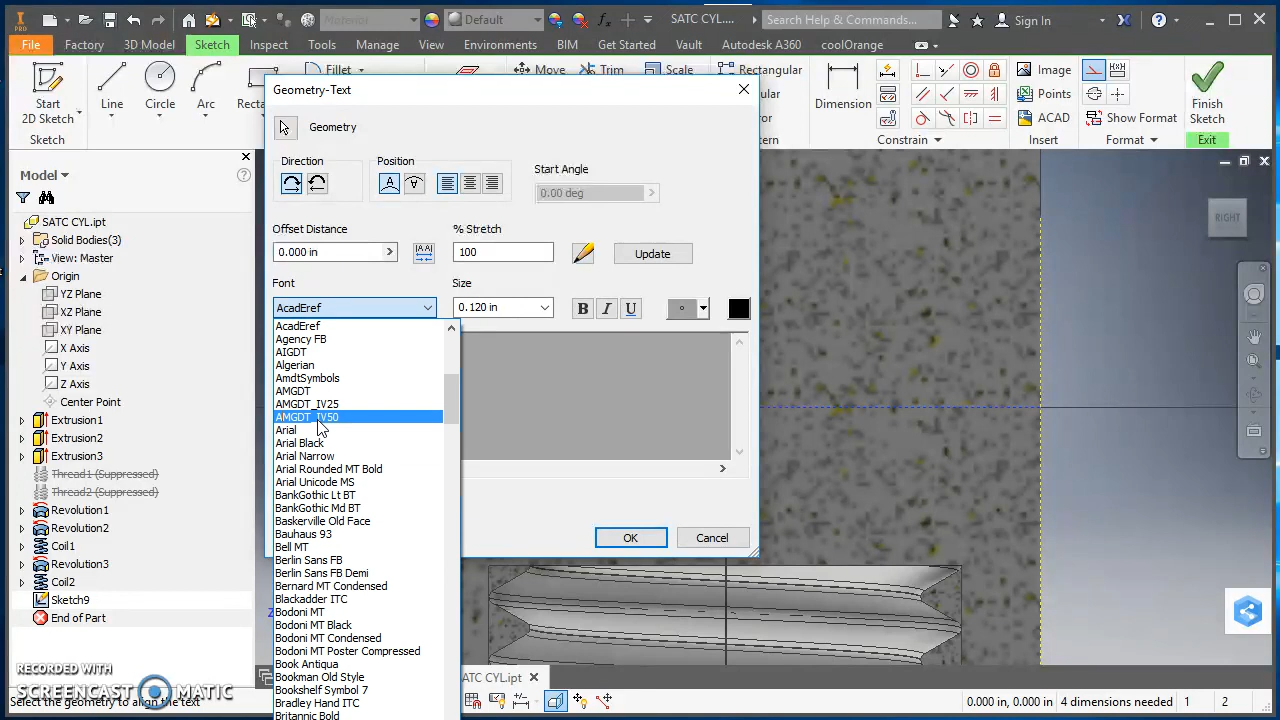 I PRO
Material
Default
SATC CYL....
Search Help & Commands...
Sign In
File
Factory
3D Model
Sketch
Inspect
Tools
Manage
View
Environments
BIM
Get Started
Vault
Autodesk A360
coolOrange
Start
2D Sketch
Line
Circle
Arc
Fillet
Move
Trim
Scale
Rectangular
Dimension
Image
Points
ACAD
Show Format
Finish
Sketch
Sketch
Constrain
Insert
Format
Exit
Geometry-Text
Geometry
Direction
Position
Start Angle
0.00 deg
Offset Distance
% Stretch
0.000 in
100
Update
Font
Size
AcadEref
0.120 in
B I U
AcadEref
Agency FB
AIGDT
Algerian
AmdtSymbols
AMGDT
AMGDT_IV25
AMGDT_IV50
Arial
Arial Black
Arial Narrow
Arial Rounded MT Bold
Arial Unicode MS
BankGothic Lt BT
BankGothic Md BT
Baskerville Old Face
Bauhaus 93
Bell MT
Berlin Sans FB
Berlin Sans FB Demi
Bernard MT Condensed
Blackadder ITC
Bodoni MT
Bodoni MT Black
Bodoni MT Condensed
Bodoni MT Poster Compressed
Book Antiqua
Bookman Old Style
Bookshelf Symbol 7
Bradley Hand ITC
Britannic Bold
OK
Cancel
Model
SATC CYL.ipt
Solid Bodies(3)
View: Master
Origin
YZ Plane
XZ Plane
XY Plane
X Axis
Y Axis
Z Axis
Center Point
Extrusion1
Extrusion2
Extrusion3
Thread1 (Suppressed)
Thread2 (Suppressed)
Revolution1
Revolution2
Coil1
Revolution3
Coil2
Sketch9
End of Part
RIGHT
RECORDED WITH
SCREENCAST MATIC
Select the geometry to align the text
0.000 in, 0.000 in
4 dimensions needed
1
2